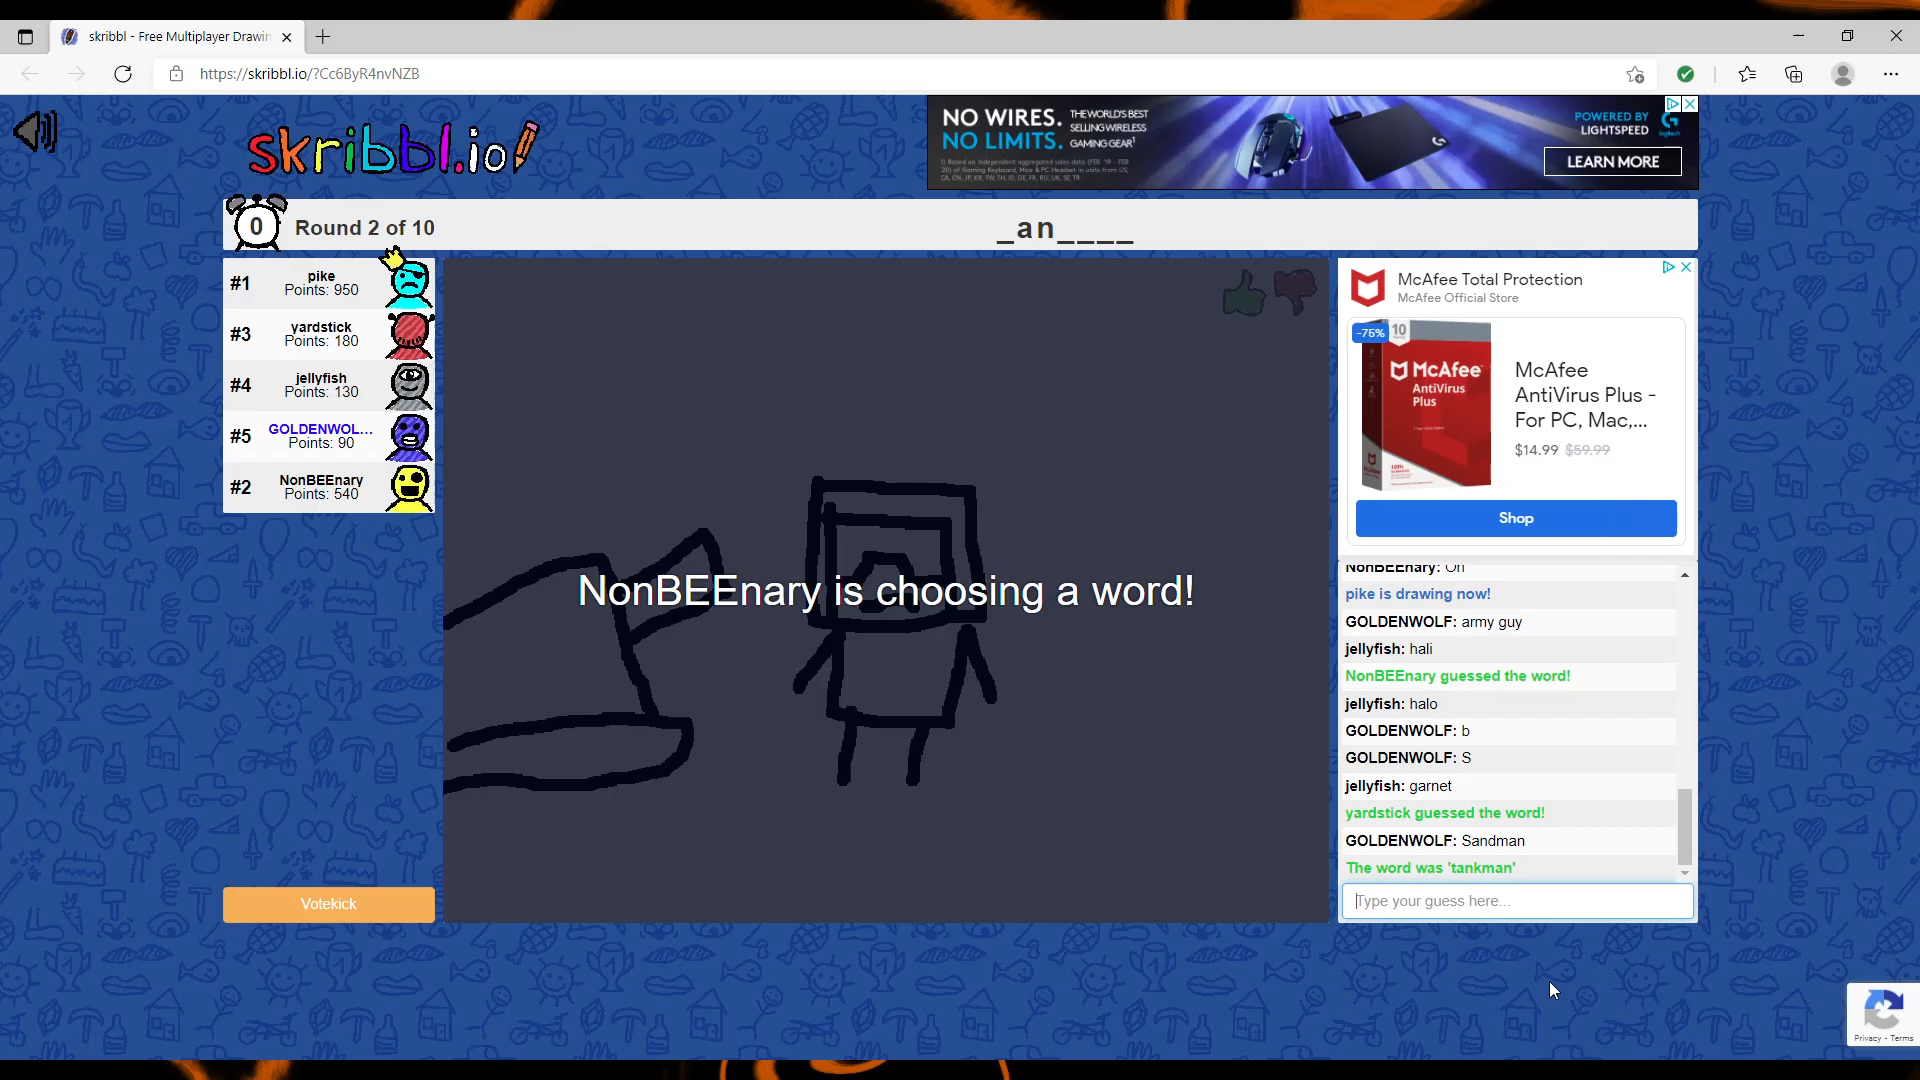 skribbl - Free Multiplayer Drawin
https://skribbl.io/?Cc6ByR4nvNZB
skribbl.io
NO WIRES.
NO LIMITS.
THE WORLD'S BEST
SELLING WIRELESS
GAMING GEAR¹
POWERED BY
LIGHTSPEED
logitech
LEARN MORE
0
Round 2 of 10
_an____
#1
pike
Points: 950
#3
yardstick
Points: 180
#4
jellyfish
Points: 130
#5
GOLDENWOL...
Points: 90
#2
NonBEEnary
Points: 540
Votekick
NonBEEnary is choosing a word!
McAfee Total Protection
McAfee Official Store
-75%
10
McAfee
AntiVirus
Plus
McAfee
AntiVirus Plus -
For PC, Mac,...
$14.99 $59.99
Shop
NonBEEnary: Oh
pike is drawing now!
GOLDENWOLF: army guy
jellyfish: hali
NonBEEnary guessed the word!
jellyfish: halo
GOLDENWOLF: b
GOLDENWOLF: S
jellyfish: garnet
yardstick guessed the word!
GOLDENWOLF: Sandman
The word was 'tankman'
Type your guess here...
Privacy - Terms